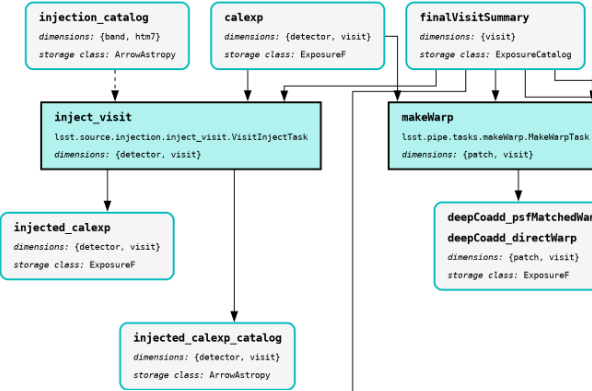 injection_catalog
dimensions: {band, htm7}
storage class: ArrowAstropy
calexp
dimensions: {detector, visit}
storage class: ExposureF
finalVisitSummary
dimensions: {visit}
storage class: ExposureCatalog
inject_visit
lsst.source.injection.inject_visit.VisitInjectTask
dimensions: {detector, visit}
makeWarp
lsst.pipe.tasks.makeWarp.MakeWarpTask
dimensions: {patch, visit}
injected_calexp
dimensions: {detector, visit}
storage class: ExposureF
deepCoadd_psfMatchedWar
deepCoadd_directWarp
dimensions: {patch, visit}
storage class: ExposureF
injected_calexp_catalog
dimensions: {detector, visit}
storage class: ArrowAstropy